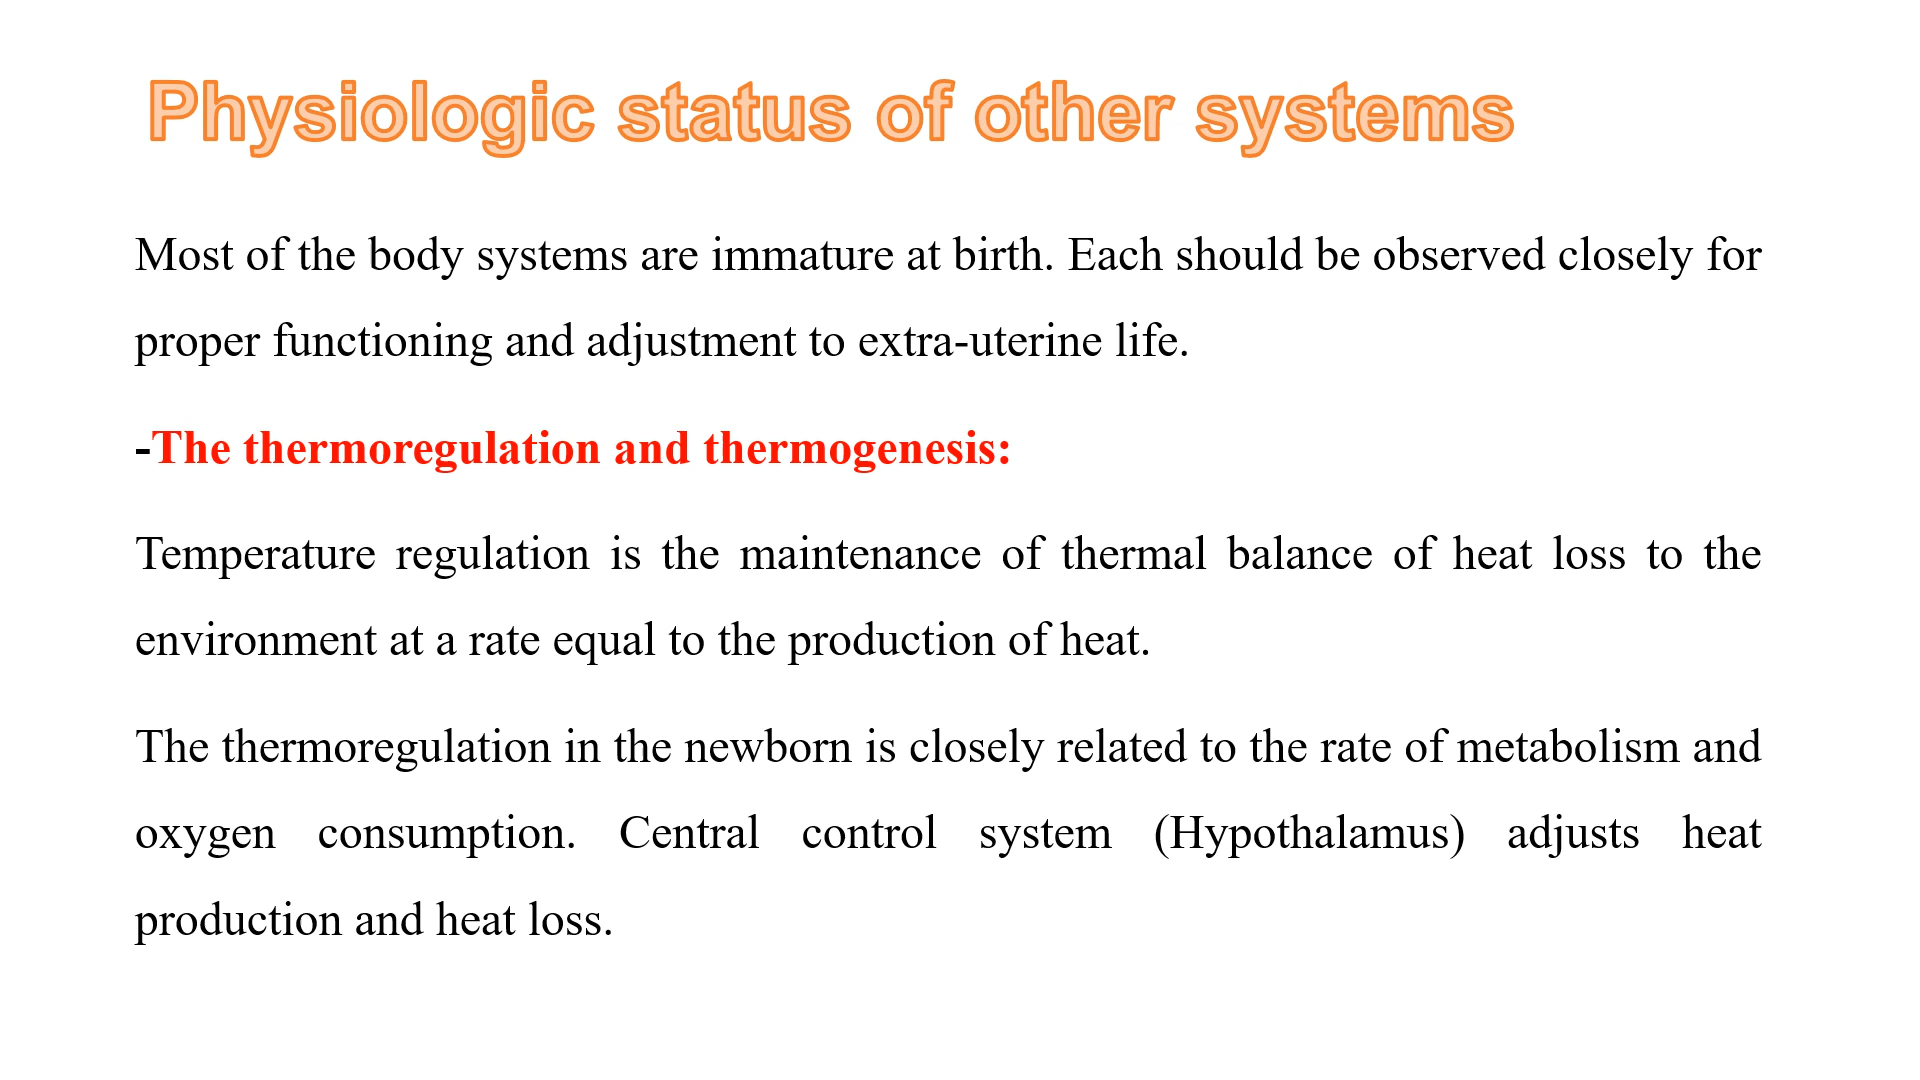 Physiologic status of other systems
Most of the body systems are immature at birth. Each should be observed closely for
proper functioning and adjustment to extra-uterine life.
-The thermoregulation and thermogenesis:
Temperature regulation is the maintenance of thermal balance of heat loss to the
environment at a rate equal to the production of heat.
The thermoregulation in the newborn is closely related to the rate of metabolism and
oxygen consumption. Central control system (Hypothalamus) adjusts heat
production and heat loss.